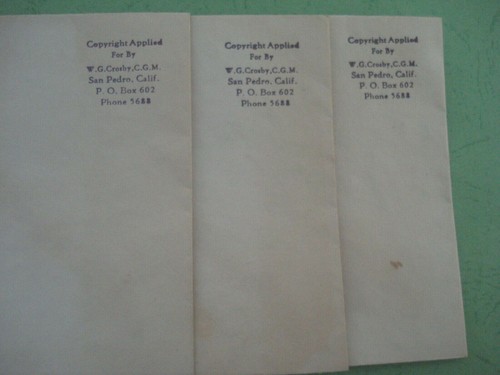 Copyright Applied
For By
W.G.Crosby,C.G.M.
San Pedro, Calif.
P. O. Box 602
Phone 5688
Copyright Applied
For By
W.G.Crosby,C.G.M.
San Pedro, Calif.
P. O. Box 602
Phone 5688
Copyright Applied
For By
W.G.Crosby,C.G.M.
San Pedro, Calif.
P. O. Box 602
Phone 5688